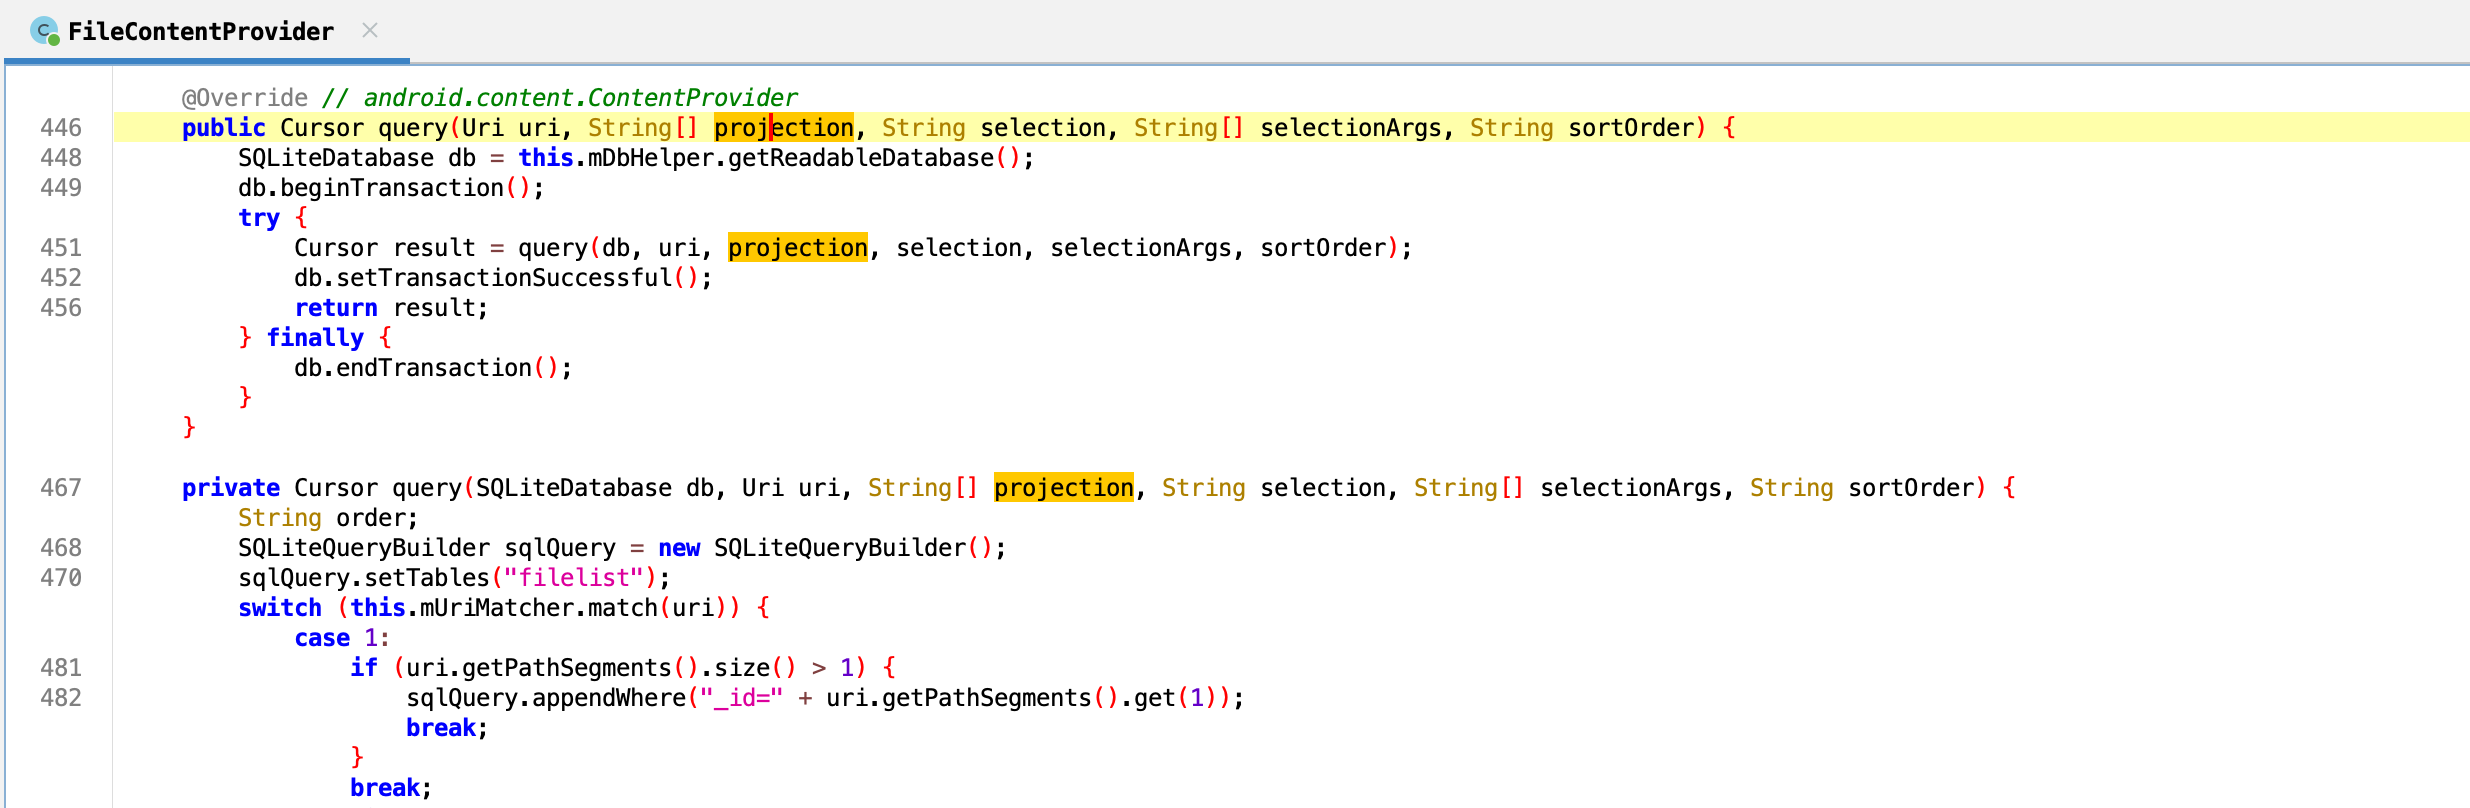 FileContentProvider ×
@Override // android.content.ContentProvider
446 public Cursor query(Uri uri, String[] projection, String selection, String[] selectionArgs, String sortOrder) {
448 SQLiteDatabase db = this.mDbHelper.getReadableDatabase();
449 db.beginTransaction();
try {
451 Cursor result = query(db, uri, projection, selection, selectionArgs, sortOrder);
452 db.setTransactionSuccessful();
456 return result;
} finally {
db.endTransaction();
}
}
467 private Cursor query(SQLiteDatabase db, Uri uri, String[] projection, String selection, String[] selectionArgs, String sortOrder) {
String order;
468 SQLiteQueryBuilder sqlQuery = new SQLiteQueryBuilder();
470 sqlQuery.setTables("filelist");
switch (this.mUriMatcher.match(uri)) {
case 1:
481 if (uri.getPathSegments().size() > 1) {
482 sqlQuery.appendWhere("_id=" + uri.getPathSegments().get(1));
break;
}
break;